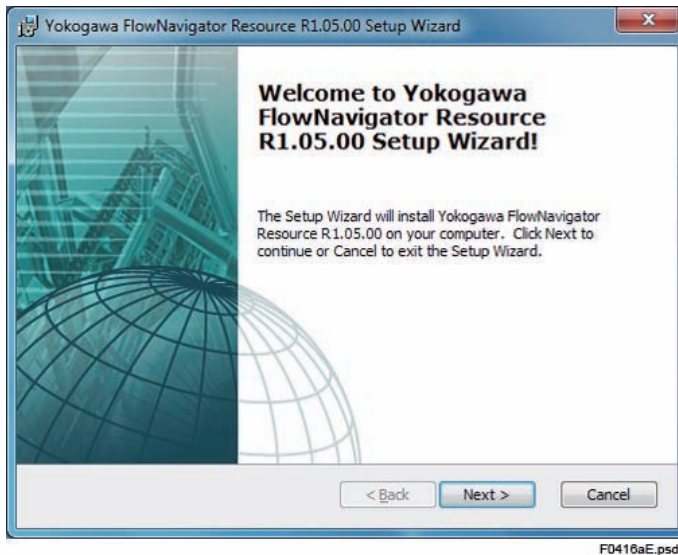 Yokogawa FlowNavigator Resource R1.05.00 Setup Wizard
Welcome to Yokogawa
FlowNavigator Resource
R1.05.00 Setup Wizard!
The Setup Wizard will install Yokogawa FlowNavigator
Resource R1.05.00 on your computer. Click Next to
continue or Cancel to exit the Setup Wizard.
< Back Next > Cancel
F0416aE.psd